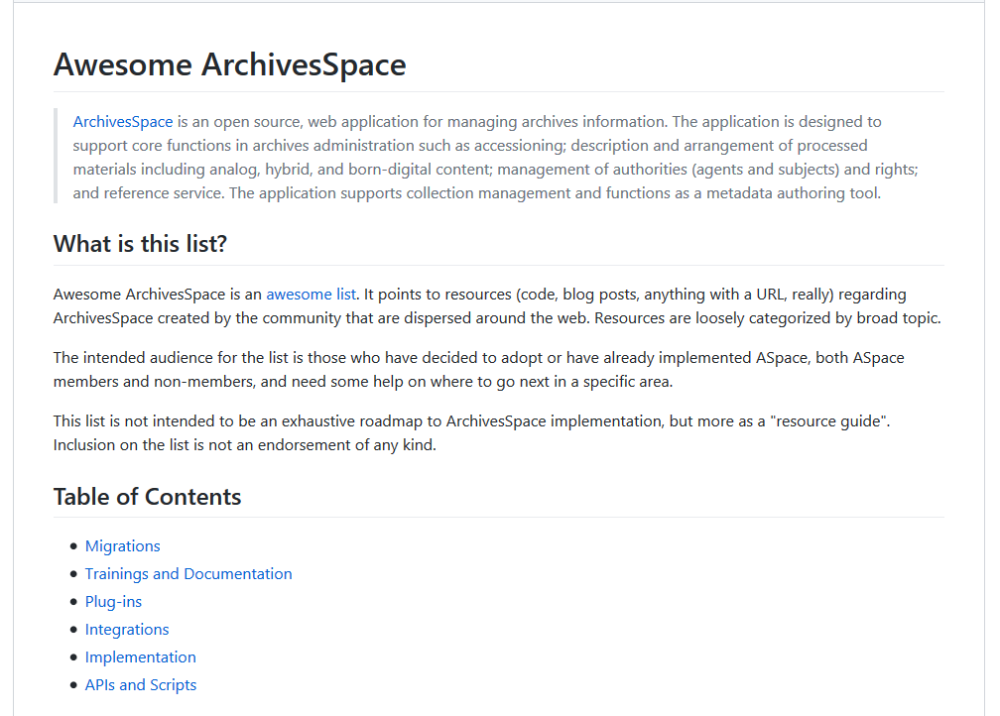 Awesome ArchivesSpace
ArchivesSpace is an open source, web application for managing archives information. The application is designed to
support core functions in archives administration such as accessioning; description and arrangement of processed
materials including analog, hybrid, and born-digital content; management of authorities (agents and subjects) and rights;
and reference service. The application supports collection management and functions as a metadata authoring tool.
What is this list?
Awesome ArchivesSpace is an awesome list. It points to resources (code, blog posts, anything with a URL, really) regarding
ArchivesSpace created by the community that are dispersed around the web. Resources are loosely categorized by broad topic.
The intended audience for the list is those who have decided to adopt or have already implemented ASpace, both ASpace
members and non-members, and need some help on where to go next in a specific area.
This list is not intended to be an exhaustive roadmap to ArchivesSpace implementation, but more as a "resource guide".
Inclusion on the list is not an endorsement of any kind.
Table of Contents
• Migrations
• Trainings and Documentation
• Plug-ins
• Integrations
• Implementation
• APIs and Scripts